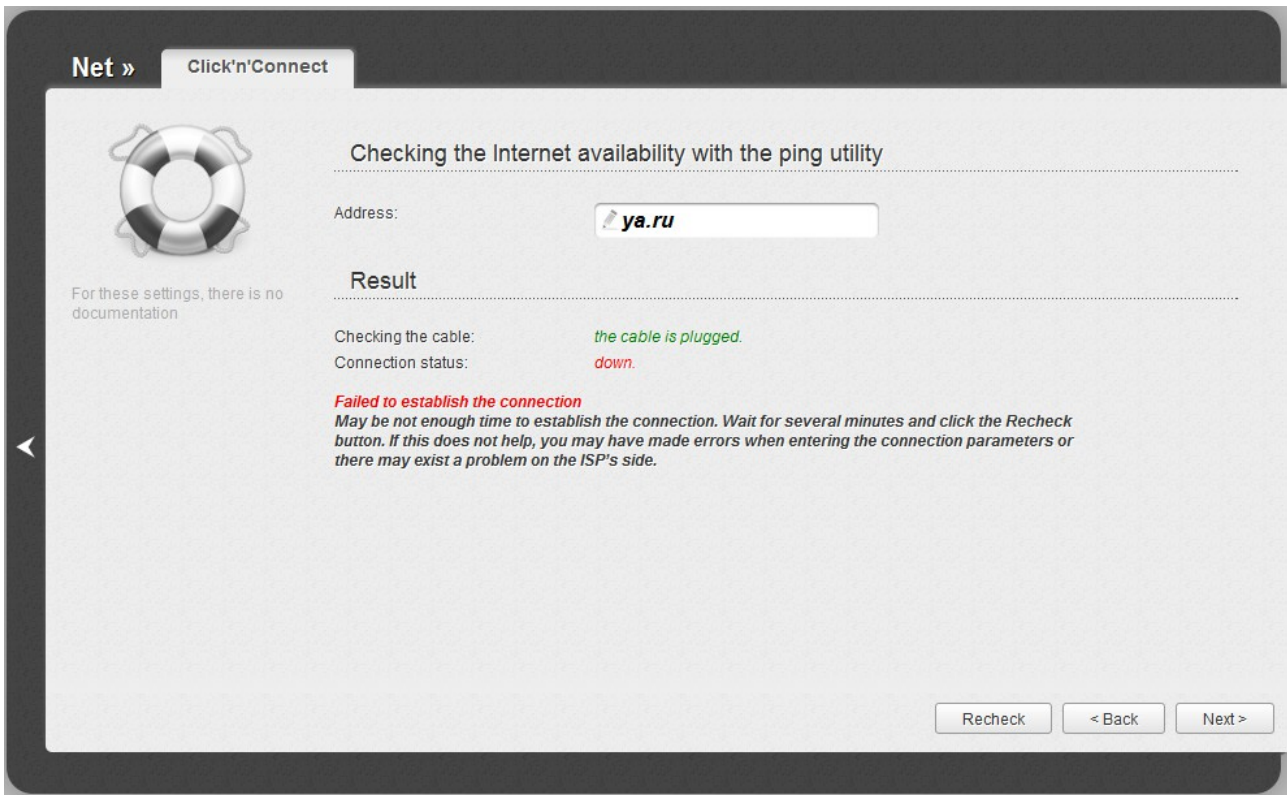 Net » Click'n'Connect
Checking the Internet availability with the ping utility
Address: ya.ru
Result
For these settings, there is no
documentation
Checking the cable: the cable is plugged.
Connection status: down.
Failed to establish the connection
May be not enough time to establish the connection. Wait for several minutes and click the Recheck
button. If this does not help, you may have made errors when entering the connection parameters or
there may exist a problem on the ISP's side.
Recheck < Back Next >